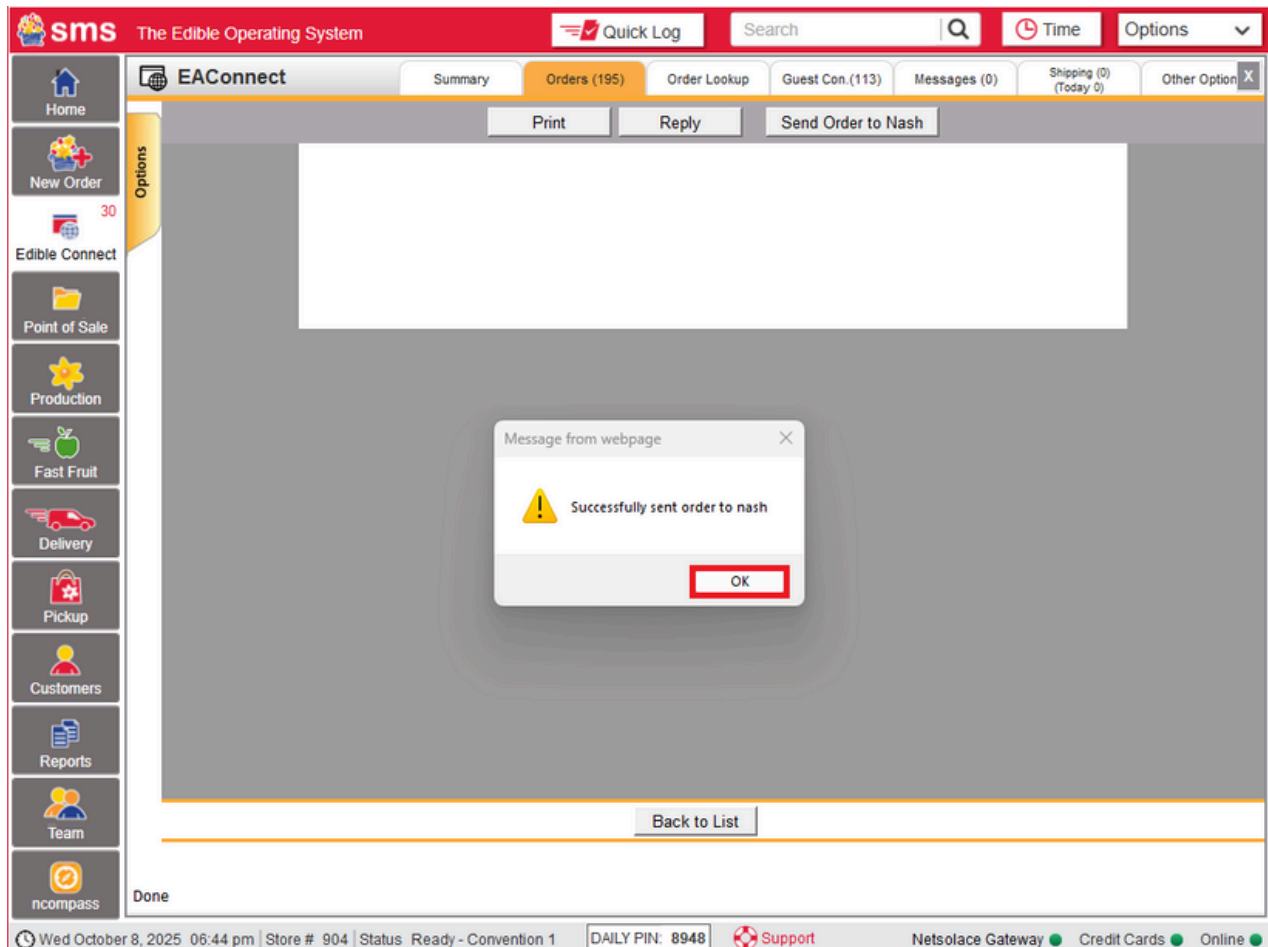 sms The Edible Operating System Quick Log Search Time Options
EAConnect Summary Orders (195) Order Lookup Guest Con.(113) Messages (0) Shipping (0) Other Option X
(Today 0)
Home
Print Reply Send Order to Nash
Options
New Order
30
Edible Connect
Point of Sale
Production
Message from webpage
Fast Fruit
Successfully sent order to nash
Delivery
OK
Pickup
Customers
Reports
Back to List
Team
ncompass
Done
Wed October 8, 2025 06:44 pm Store # 904 Status Ready - Convention 1 DAILY PIN: 8948 Support Netsolace Gateway Credit Cards Online